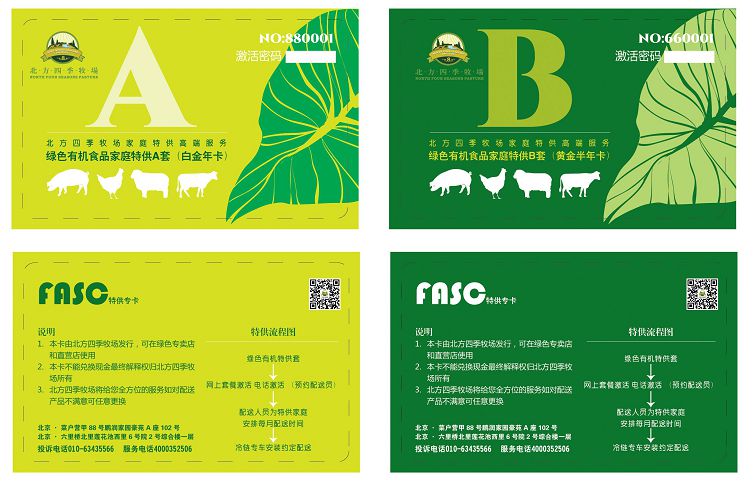 北·方·四·季·牧·場
NORTH FOUR SEASONS PASTURE
A
NO:880001
激活密码
北方四季牧场家庭特供高端服务
绿色有机食品家庭特供A套（白金年卡）
北·方·四·季·牧·場
NORTH FOUR SEASONS PASTURE
B
NO:660001
激活密码
北方四季牧场家庭特供高端服务
绿色有机食品家庭特供B套（黄金半年卡）
FASC特供专卡
说明
1. 本卡由北方四季牧场发行，可在绿色专卖店
和直营店使用
2. 本卡不能兑换现金最终解释权归北方四季牧
场所有
3. 北方四季牧场将给您全方位的服务如对配送
产品不满意可任意更换
北京 · 菜户营甲 88 号鹏润家园豪苑 A 座 102 号
北京 · 六里桥北里莲花池西里 6 号院 2 号综合楼一层
投诉电话010-63435566 服务电话4000352506
特供流程图
绿色有机特供套
网上套餐激活 电话激活 （预约配送员）
配送人员为特供家庭
安排每月配送时间
冷链专车安装约定配送
FASC特供专卡
说明
1. 本卡由北方四季牧场发行，可在绿色专卖店
和直营店使用
2. 本卡不能兑换现金最终解释权归北方四季牧
场所有
3. 北方四季牧场将给您全方位的服务如对配送
产品不满意可任意更换
北京 · 菜户营甲 88 号鹏润家园豪苑 A 座 102 号
北京 · 六里桥北里莲花池西里 6 号院 2 号综合楼一层
投诉电话010-63435566 服务电话4000352506
特供流程图
绿色有机特供套
网上套餐激活 电话激活 （预约配送员）
配送人员为特供家庭
安排每月配送时间
冷链专车安装约定配送